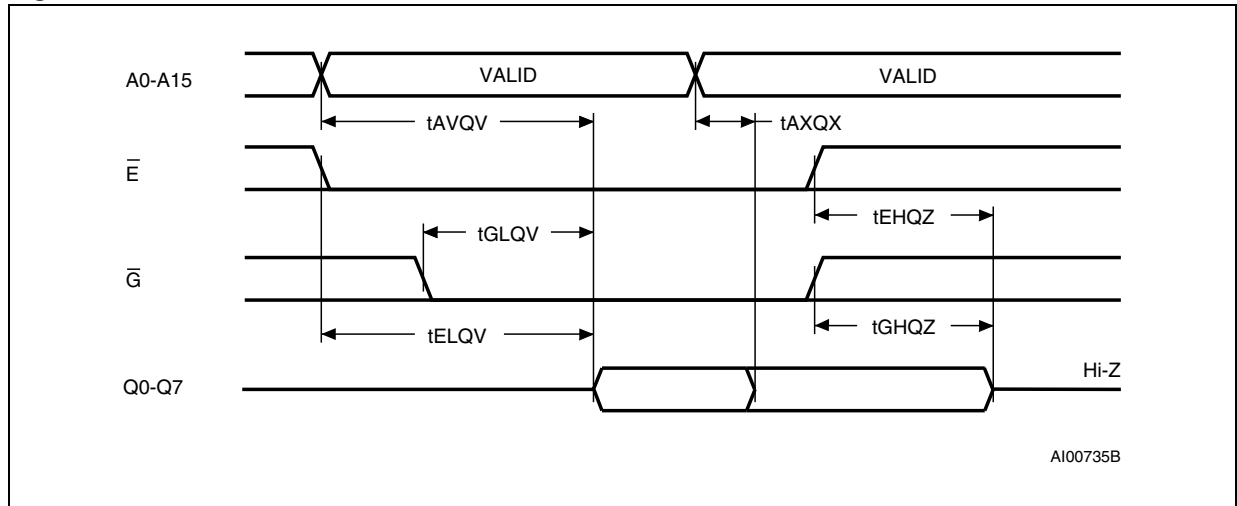 A0-A15
VALID
VALID
tAVQV
tAXQX
E̅
tEHQZ
tGLQV
G̅
tELQV
tGHQZ
Q0-Q7
Hi-Z
AI00735B